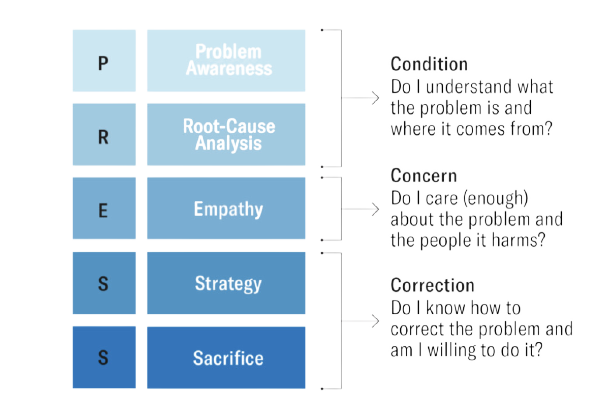 P
Problem
Awareness
R
Root-Cause
Analysis
Condition
Do I understand what
the problem is and
where it comes from?
E
Empathy
Concern
Do I care (enough)
about the problem and
the people it harms?
S
Strategy
S
Sacrifice
Correction
Do I know how to
correct the problem and
am I willing to do it?